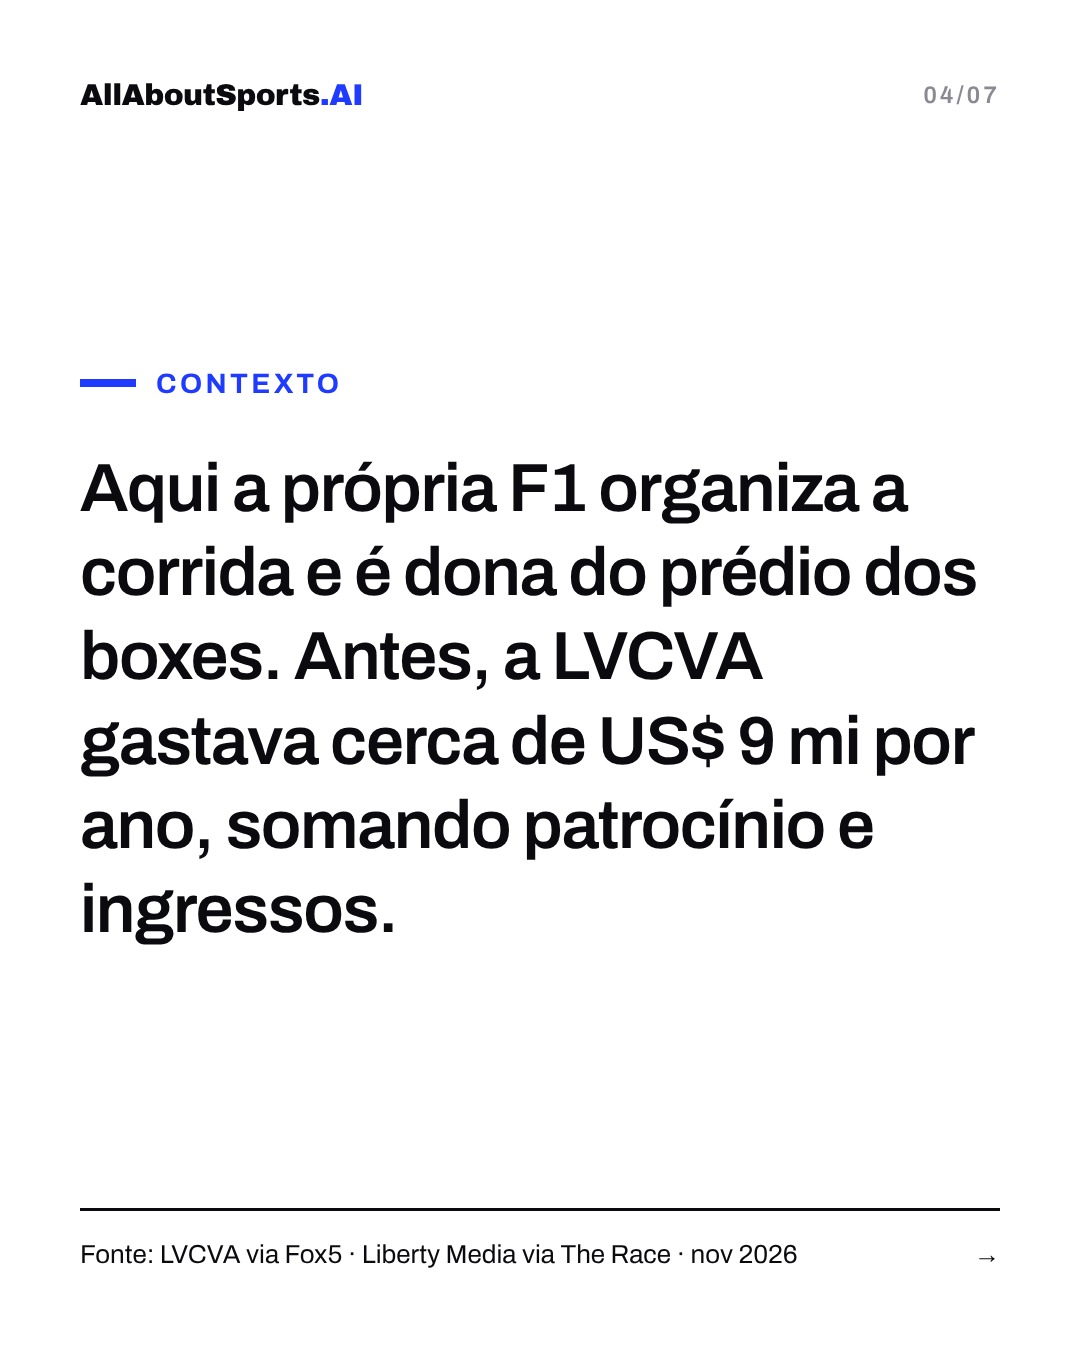 AllAboutSports.AI
04/07
CONTEXTO
Aqui a própria F1 organiza a
corrida e é dona do prédio dos
boxes. Antes, a LVCVA
gastava cerca de US$ 9 mi por
ano, somando patrocínio e
ingressos.
Fonte: LVCVA via Fox5 · Liberty Media via The Race · nov 2026
→